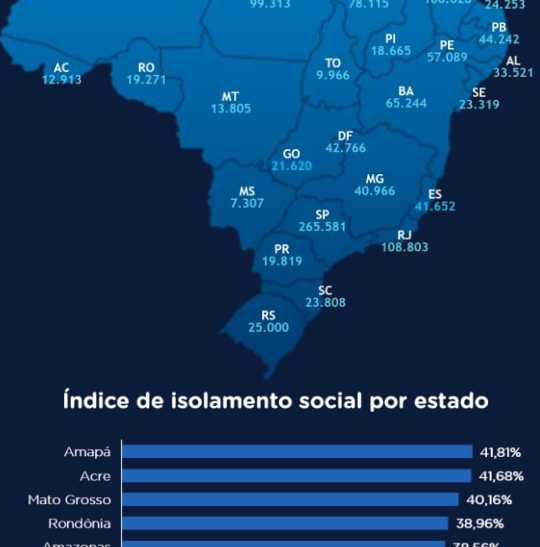 99.313
78.115
24.253
PB
44.242
PI
18.665
PE
57.089
AL
33.521
AC
12.913
RO
19.271
TO
9.966
MT
13.805
BA
65.244
SE
23.319
DF
42.766
GO
21.620
MG
40.966
MS
7.307
ES
41.652
SP
265.581
RJ
108.803
PR
19.819
SC
23.808
RS
25.000
Índice de isolamento social por estado
Amapá 41,81%
Acre 41,68%
Mato Grosso 40,16%
Rondônia 38,96%
Amazonas 38,56%